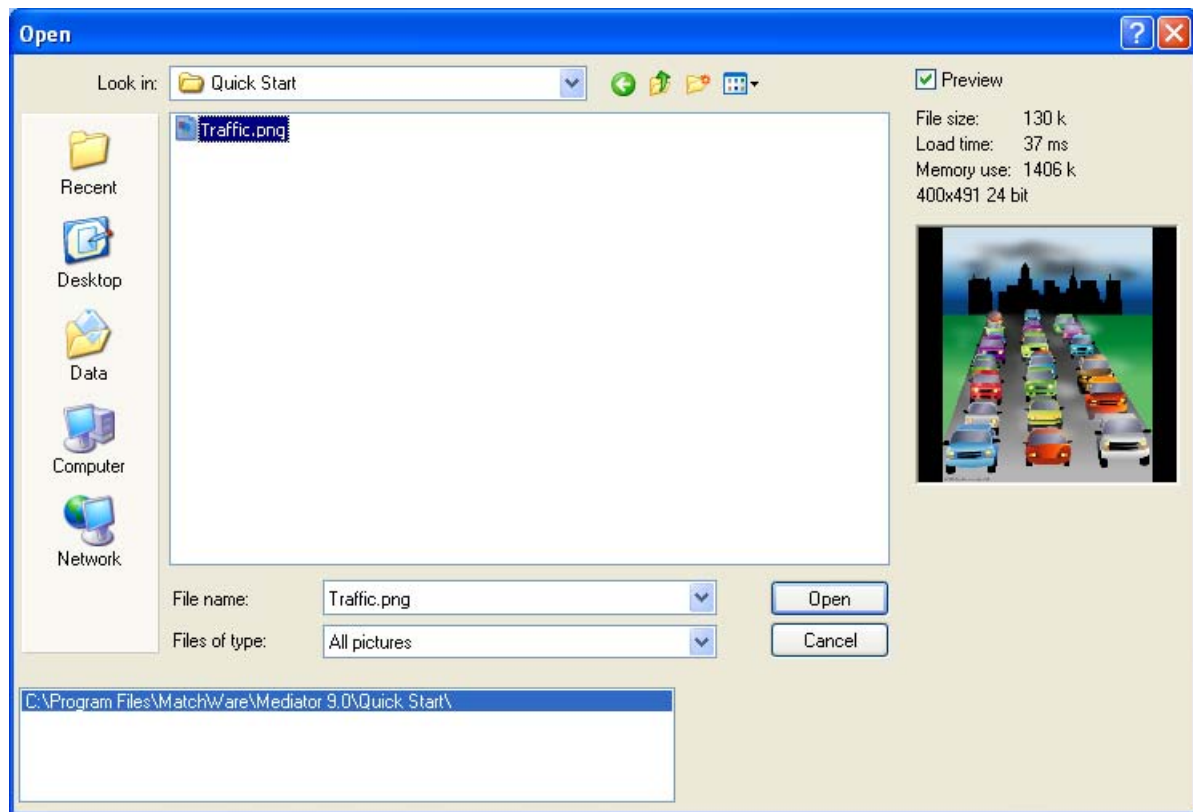 Open
Look in: Quick Start
Preview
File size: 130 k
Load time: 37 ms
Memory use: 1406 k
400x491 24 bit
Traffic.png
Recent
Desktop
Data
Computer
Network
File name: Traffic.png
Open
Files of type: All pictures
Cancel
C:\Program Files\MatchWare\Mediator 9.0\Quick Start\